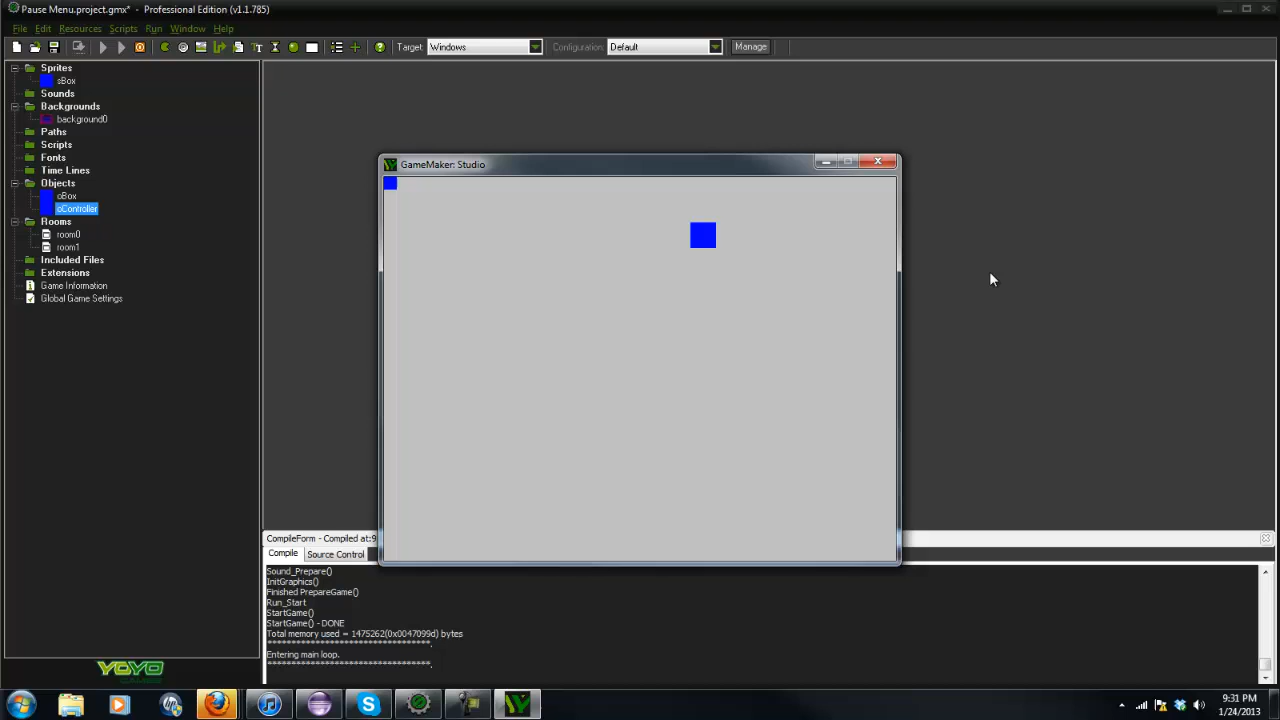 Pause Menu.project.gmx* - Professional Edition (v1.1.785)
File Edit Resources Scripts Run Window Help
Target: Windows Configuration: Default Manage
Sprites
sBox
Sounds
Backgrounds
background0
Paths
Scripts
Fonts
Time Lines
Objects
oBox
oController
Rooms
room0
room1
Included Files
Extensions
Game Information
Global Game Settings
GameMaker: Studio
CompileForm - Compiled at:9
Compile Source Control
Sound_Prepare()
InitGraphics()
Finished PrepareGame()
Run_Start
StartGame()
StartGame() - DONE
Total memory used = 1475262(0x0047099d) bytes
**********************************.
Entering main loop.
**********************************.
YOYO
GAMES
9:31 PM
1/24/2013